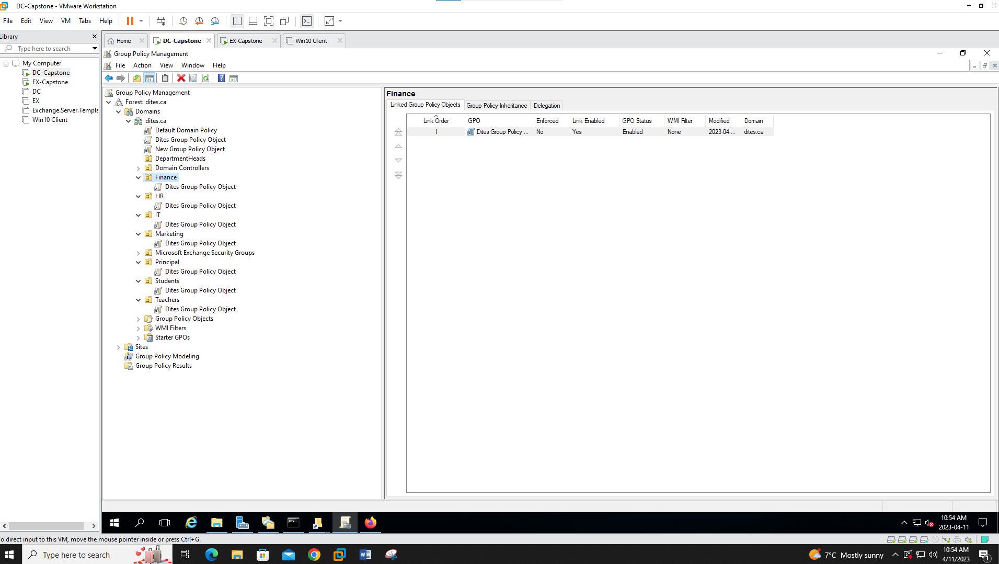 DC-Capstone - VMware Workstation
File Edit View VM Tabs Help
Library
Type here to search
My Computer
DC-Capstone
EX-Capstone
DC
EX
Exchange.Server.Templa
Win10 Client
Home
DC-Capstone
EX-Capstone
Win10 Client
Group Policy Management
File Action View Window Help
Group Policy Management
Forest: dites.ca
Domains
dites.ca
Default Domain Policy
Dites Group Policy Object
New Group Policy Object
DepartmentHeads
Domain Controllers
Finance
Dites Group Policy Object
HR
Dites Group Policy Object
IT
Dites Group Policy Object
Marketing
Dites Group Policy Object
Microsoft Exchange Security Groups
Principal
Dites Group Policy Object
Students
Dites Group Policy Object
Teachers
Dites Group Policy Object
Group Policy Objects
WMI Filters
Starter GPOs
Sites
Group Policy Modeling
Group Policy Results
Finance
Linked Group Policy Objects Group Policy Inheritance Delegation
Link Order GPO Enforced Link Enabled GPO Status WMI Filter Modified Domain
1 Dites Group Policy ... No Yes Enabled None 2023-04-... dites.ca
10:54 AM
2023-04-11
To direct input to this VM, move the mouse pointer inside or press Ctrl+G.
Type here to search
7°C Mostly sunny
10:54 AM
4/11/2023
1